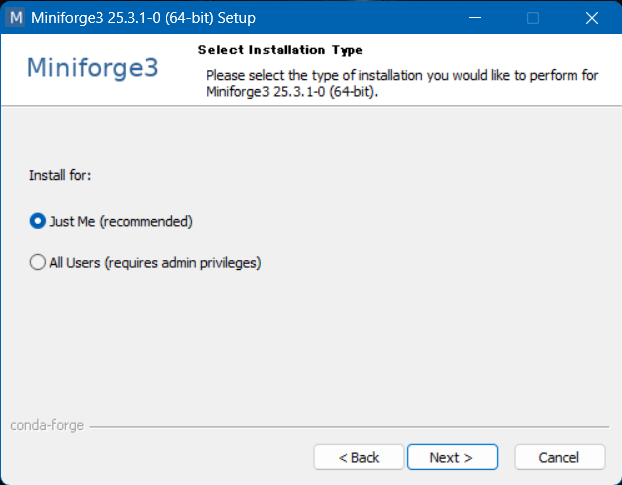 M Miniforge3 25.3.1-0 (64-bit) Setup
Miniforge3
Select Installation Type
Please select the type of installation you would like to perform for
Miniforge3 25.3.1-0 (64-bit).
Install for:
Just Me (recommended)
All Users (requires admin privileges)
conda-forge
< Back
Next >
Cancel